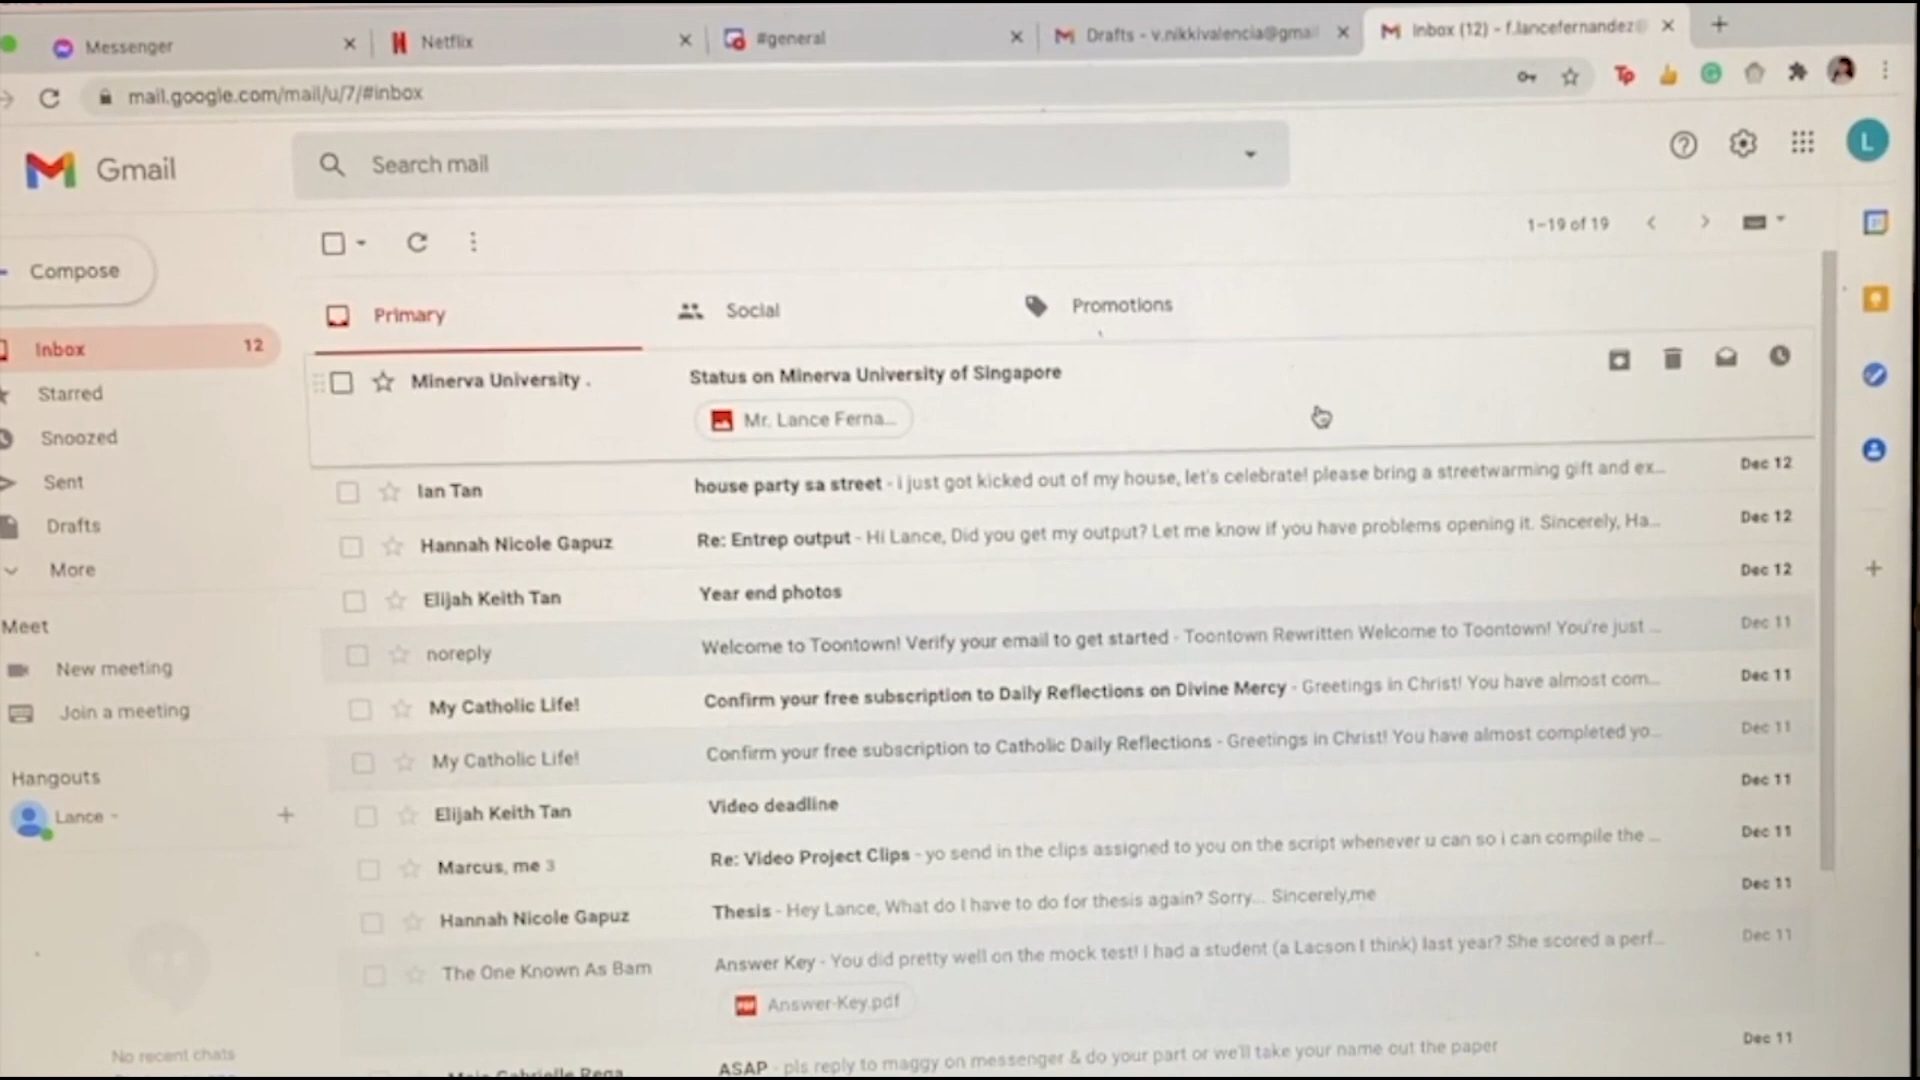 Messenger
Netflix
#general
Drafts - v.nikkivalencia@gmai
Inbox (12) - f.lancefernandez@
mail.google.com/mail/u/7/#inbox
Gmail
Search mail
L
1–19 of 19
Compose
Primary
Social
Promotions
Inbox 12
Starred
Snoozed
Sent
Drafts
More
Meet
New meeting
Join a meeting
Hangouts
Lance
No recent chats
Minerva University . Status on Minerva University of Singapore
Mr. Lance Ferna...
Ian Tan house party sa street - i just got kicked out of my house, let's celebrate! please bring a streetwarming gift and ex... Dec 12
Hannah Nicole Gapuz Re: Entrep output - Hi Lance, Did you get my output? Let me know if you have problems opening it. Sincerely, Ha... Dec 12
Elijah Keith Tan Year end photos Dec 12
noreply Welcome to Toontown! Verify your email to get started - Toontown Rewritten Welcome to Toontown! You're just ... Dec 11
My Catholic Life! Confirm your free subscription to Daily Reflections on Divine Mercy - Greetings in Christ! You have almost com... Dec 11
My Catholic Life! Confirm your free subscription to Catholic Daily Reflections - Greetings in Christ! You have almost completed yo... Dec 11
Elijah Keith Tan Video deadline Dec 11
Marcus, me 3 Re: Video Project Clips - yo send in the clips assigned to you on the script whenever u can so i can compile the ... Dec 11
Hannah Nicole Gapuz Thesis - Hey Lance, What do I have to do for thesis again? Sorry... Sincerely,me Dec 11
The One Known As Bam Answer Key - You did pretty well on the mock test! I had a student (a Lacson I think) last year? She scored a perf... Dec 11
PDF Answer-Key.pdf
ASAP - pls reply to maggy on messenger & do your part or we'll take your name out the paper Dec 11